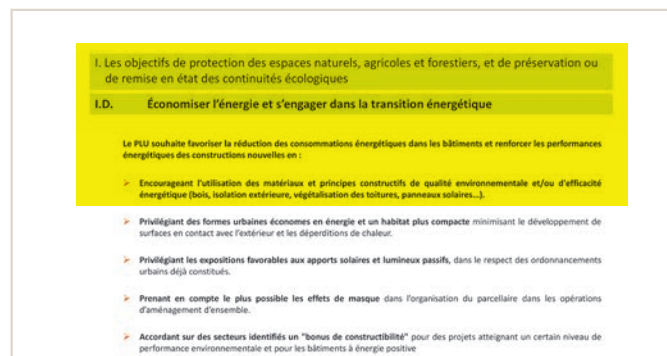 I. Les objectifs de protection des espaces naturels, agricoles et forestiers, et de préservation ou
de remise en état des continuités écologiques
I.D. Économiser l'énergie et s'engager dans la transition énergétique
Le PLU souhaite favoriser la réduction des consommations énergétiques dans les bâtiments et renforcer les performances
énergétiques des constructions nouvelles en :
➢ Encourageant l'utilisation des matériaux et principes constructifs de qualité environnementale et/ou d'efficacité
énergétique (bois, isolation extérieure, végétalisation des toitures, panneaux solaires...).
➢ Privilégiant des formes urbaines économes en énergie et un habitat plus compacte minimisant le développement de
surfaces en contact avec l'extérieur et les déperditions de chaleur.
➢ Privilégiant les expositions favorables aux apports solaires et lumineux passifs, dans le respect des ordonnancements
urbains déjà constitués.
➢ Prenant en compte le plus possible les effets de masque dans l'organisation du parcellaire dans les opérations
d'aménagement d'ensemble.
➢ Accordant sur des secteurs identifiés un "bonus de constructibilité" pour des projets atteignant un certain niveau de
performance environnementale et pour les bâtiments à énergie positive